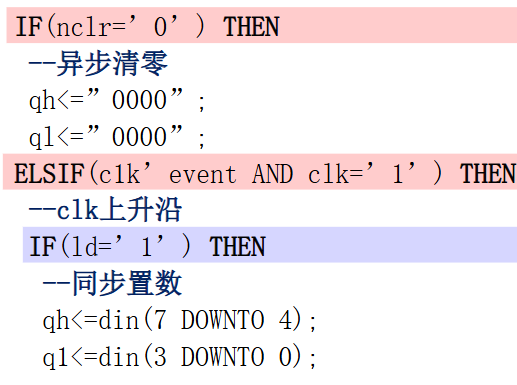 IF(nclr=’0’) THEN
--异步清零
qh<=”0000”;
ql<=”0000”;
ELSIF(clk’event AND clk=’1’) THEN
--clk上升沿
IF(ld=’1’) THEN
--同步置数
qh<=din(7 DOWNTO 4);
ql<=din(3 DOWNTO 0);